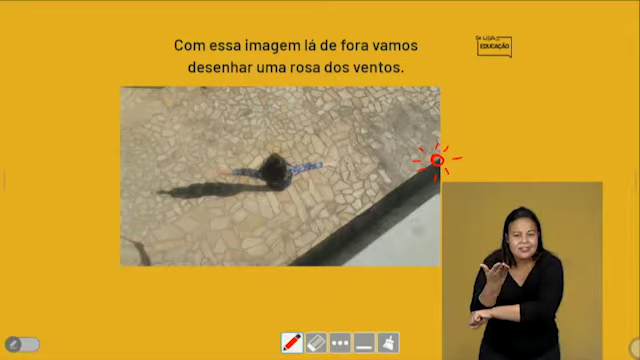 Com essa imagem lá de fora vamos
desenhar uma rosa dos ventos.
EDUCAÇÃO